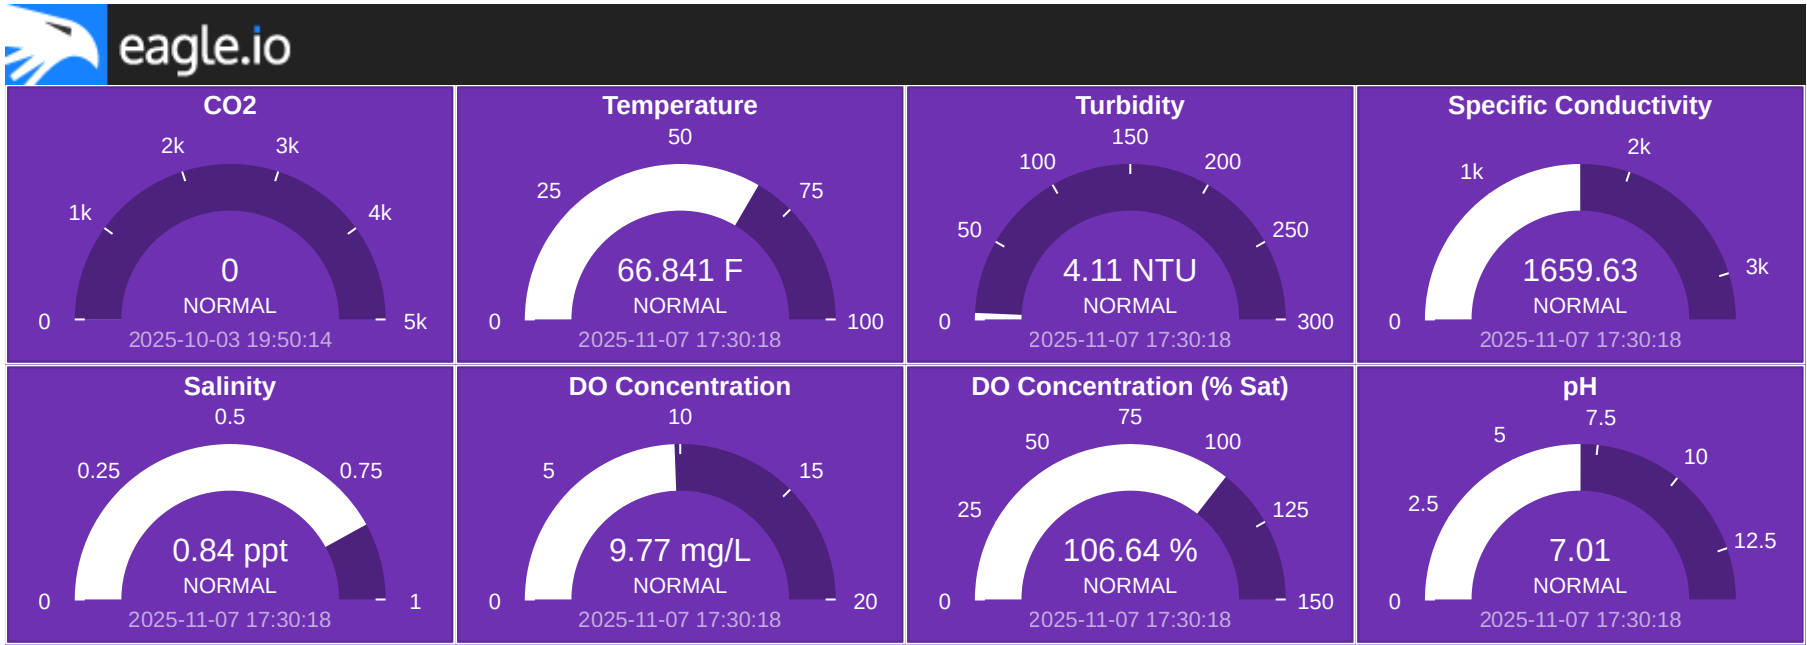 eagle.io
CO2
2k
3k
1k
4k
0
5k
0
NORMAL
2025-10-03 19:50:14
Temperature
50
25
75
0
100
66.841 F
NORMAL
2025-11-07 17:30:18
Turbidity
150
100
200
50
250
0
300
4.11 NTU
NORMAL
2025-11-07 17:30:18
Specific Conductivity
2k
1k
3k
0
1659.63
NORMAL
2025-11-07 17:30:18
Salinity
0.5
0.25
0.75
0
1
0.84 ppt
NORMAL
2025-11-07 17:30:18
DO Concentration
10
5
15
0
20
9.77 mg/L
NORMAL
2025-11-07 17:30:18
DO Concentration (% Sat)
75
50
100
25
125
0
150
106.64 %
NORMAL
2025-11-07 17:30:18
pH
7.5
5
10
2.5
12.5
0
7.01
NORMAL
2025-11-07 17:30:18